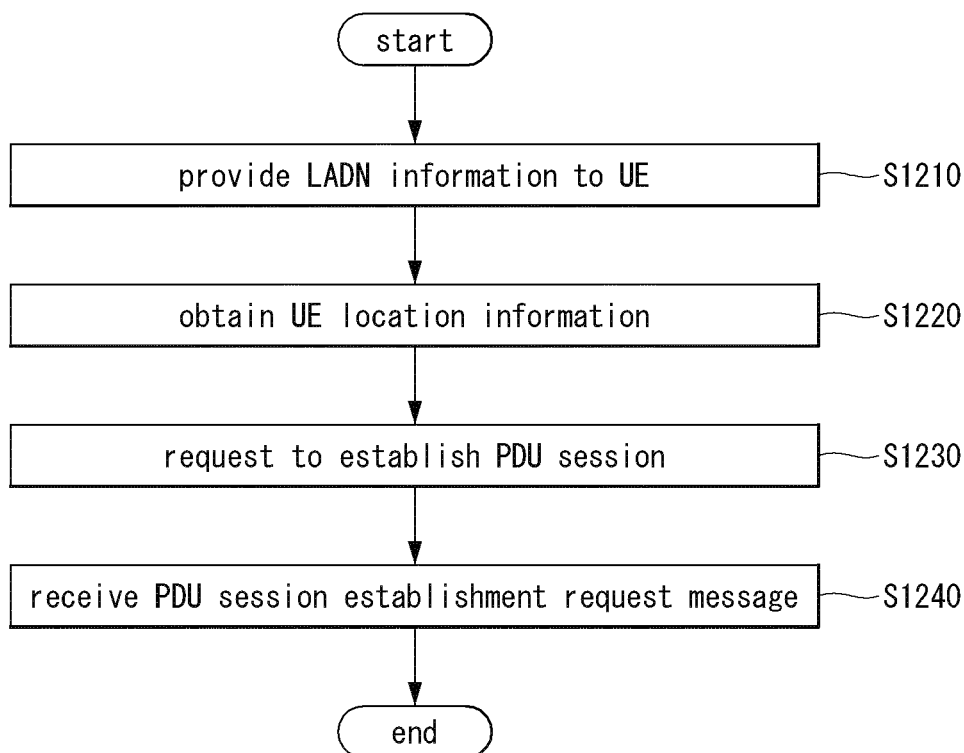 start
provide LADN information to UE
S1210
obtain UE location information
S1220
request to establish PDU session
S1230
receive PDU session establishment request message
S1240
end